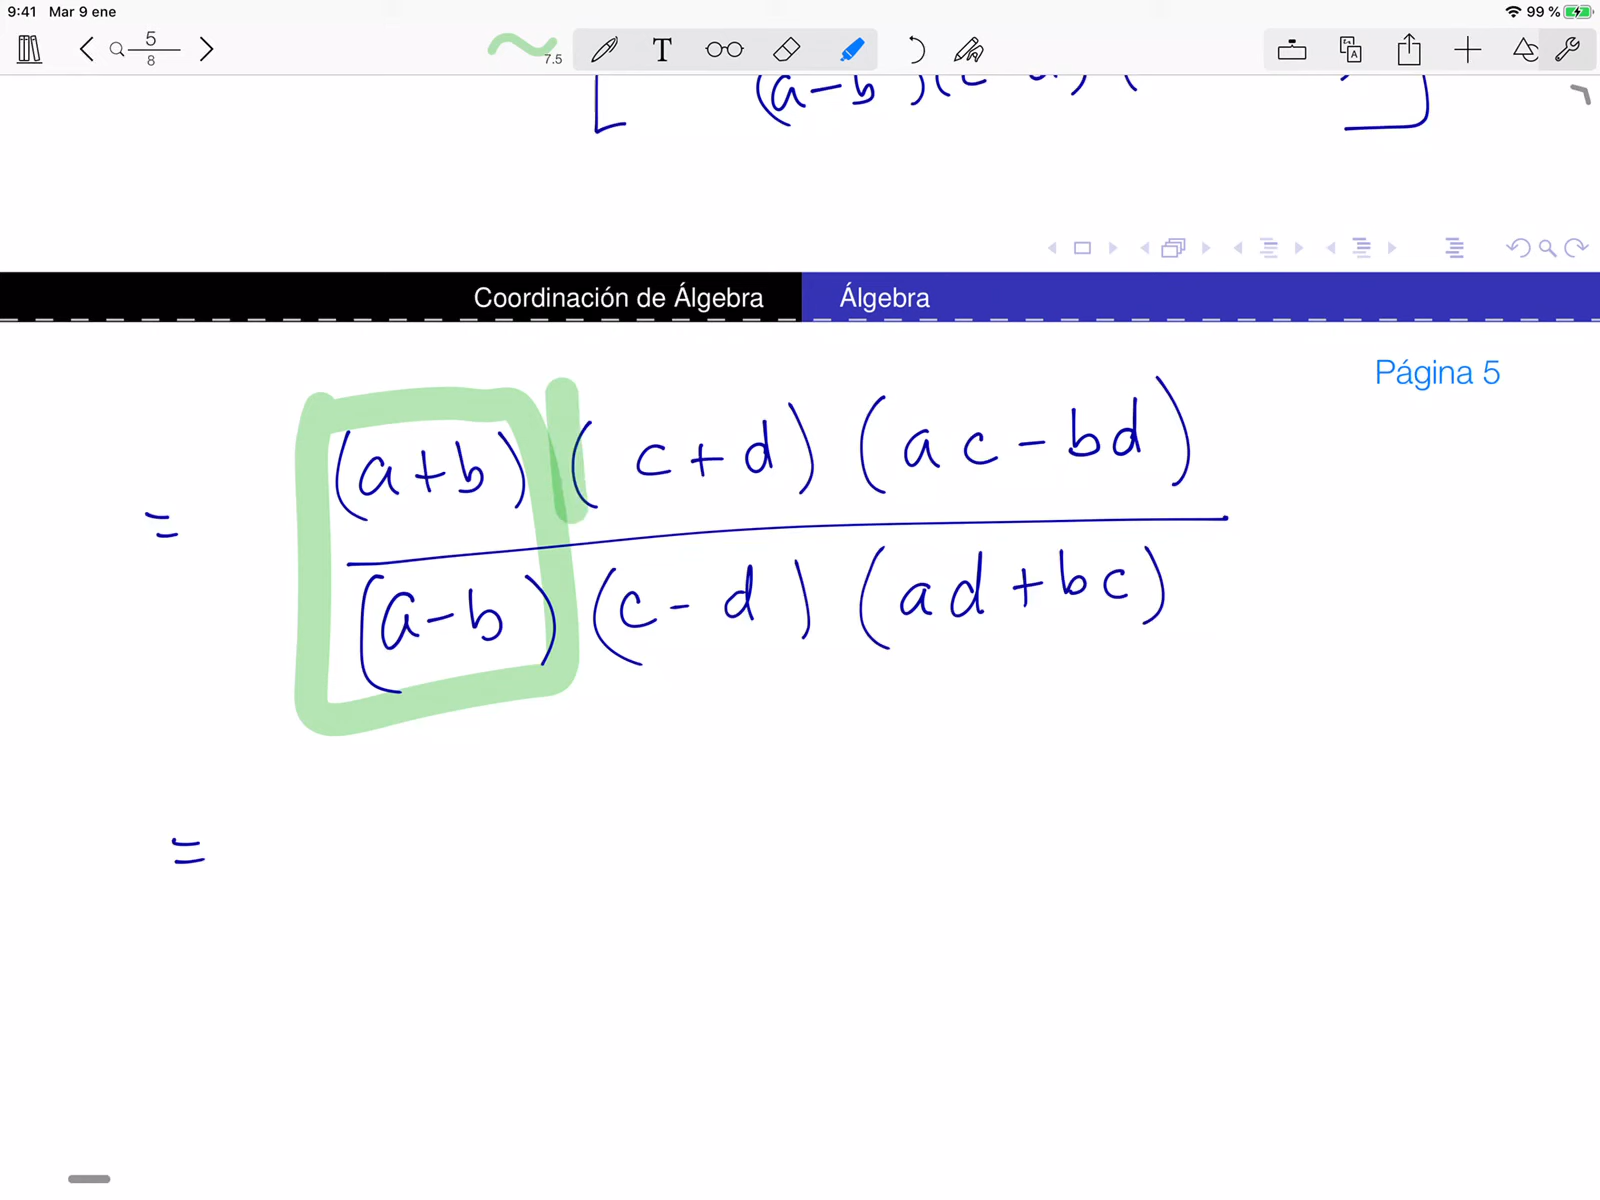 9:41 Mar 9 ene 99 %
5
8
7.5
T
(a-b)(c
Coordinación de Álgebra Álgebra
Página 5
= (a+b)(c+d)(ac-bd)
(a-b)(c-d)(ad+bc)
=